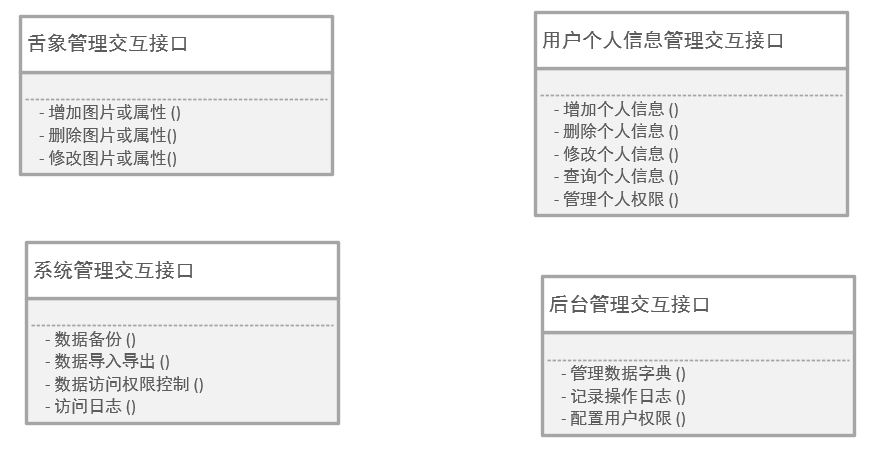 舌象管理交互接口
- 增加图片或属性 ()
- 删除图片或属性()
- 修改图片或属性()
用户个人信息管理交互接口
- 增加个人信息 ()
- 删除个人信息 ()
- 修改个人信息 ()
- 查询个人信息 ()
- 管理个人权限 ()
系统管理交互接口
- 数据备份 ()
- 数据导入导出 ()
- 数据访问权限控制 ()
- 访问日志 ()
后台管理交互接口
- 管理数据字典 ()
- 记录操作日志 ()
- 配置用户权限 ()